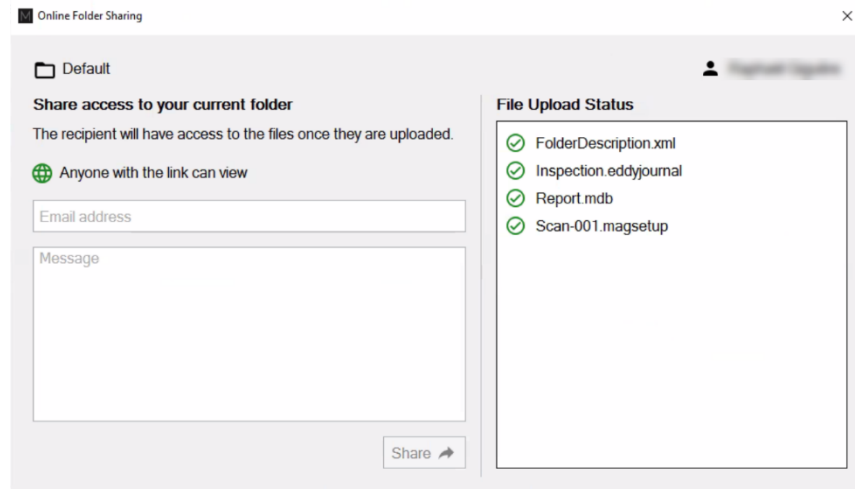 Online Folder Sharing
Default
Share access to your current folder
The recipient will have access to the files once they are uploaded.
Anyone with the link can view
Email address
Message
Share
File Upload Status
FolderDescription.xml
Inspection.eddyjournal
Report.mdb
Scan-001.magsetup